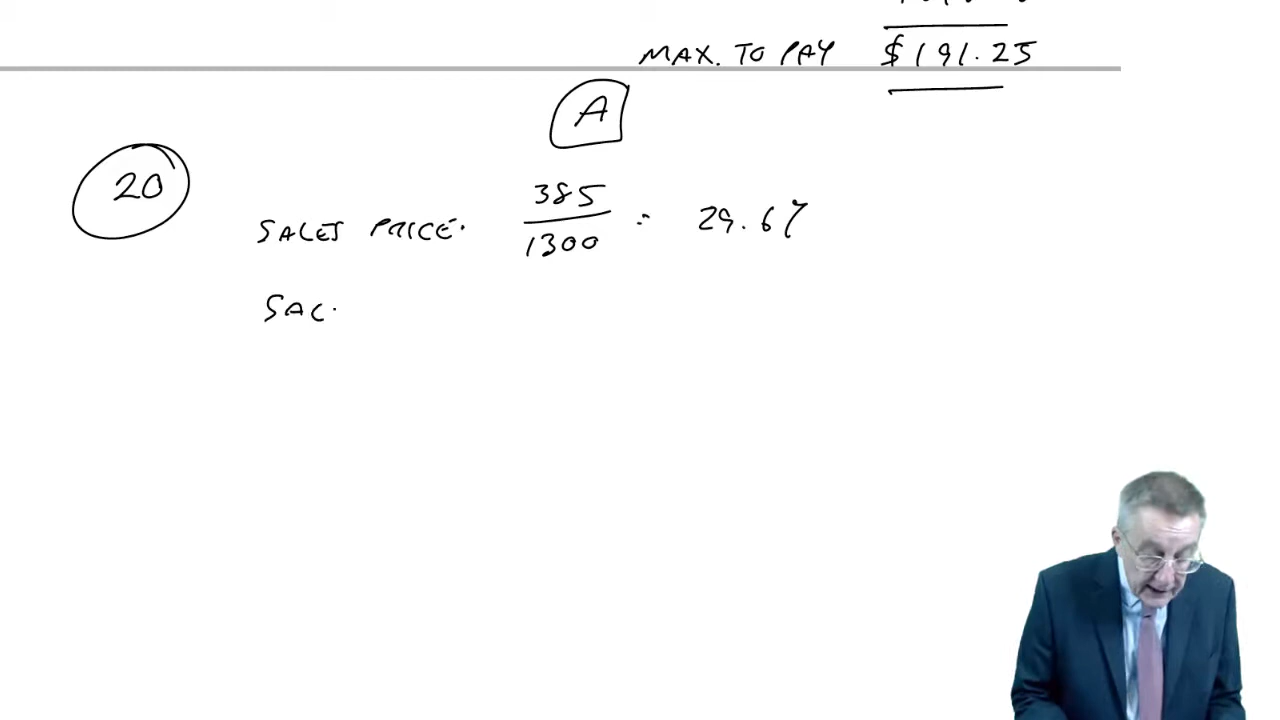 MAX. TO PAY $191.25
A
20
SALES PRICE. 385/1300 = 29.6%
SAC.